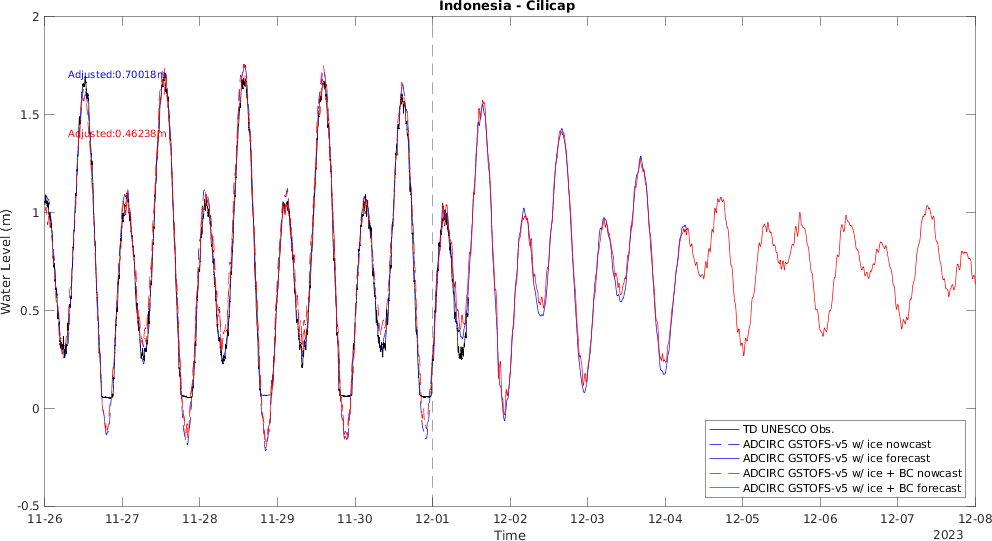 Indonesia - Cilicap
Adjusted:0.70018m
Adjusted:0.46238m
Water Level (m)
2
1.5
1
0.5
0
-0.5
11-26
11-27
11-28
11-29
11-30
12-01
12-02
12-03
12-04
12-05
12-06
12-07
12-08
Time
2023
TD UNESCO Obs.
ADCIRC GSTOFS-v5 w/ ice nowcast
ADCIRC GSTOFS-v5 w/ ice forecast
ADCIRC GSTOFS-v5 w/ ice + BC nowcast
ADCIRC GSTOFS-v5 w/ ice + BC forecast